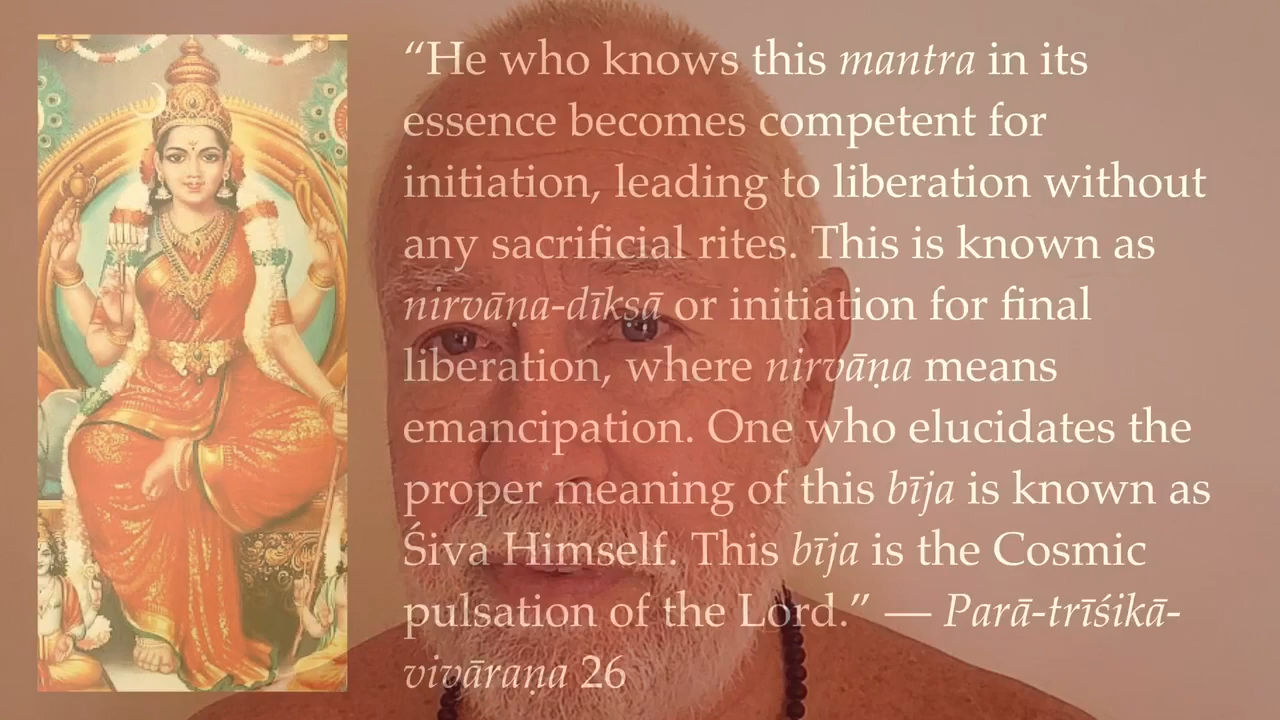 “He who knows this mantra in its
essence becomes competent for
initiation, leading to liberation without
any sacrificial rites. This is known as
nirvāṇa-dīkṣā or initiation for final
liberation, where nirvāṇa means
emancipation. One who elucidates the
proper meaning of this bīja is known as
Śiva Himself. This bīja is the Cosmic
pulsation of the Lord.” — Parā-trīśikā-
vivāraṇa 26